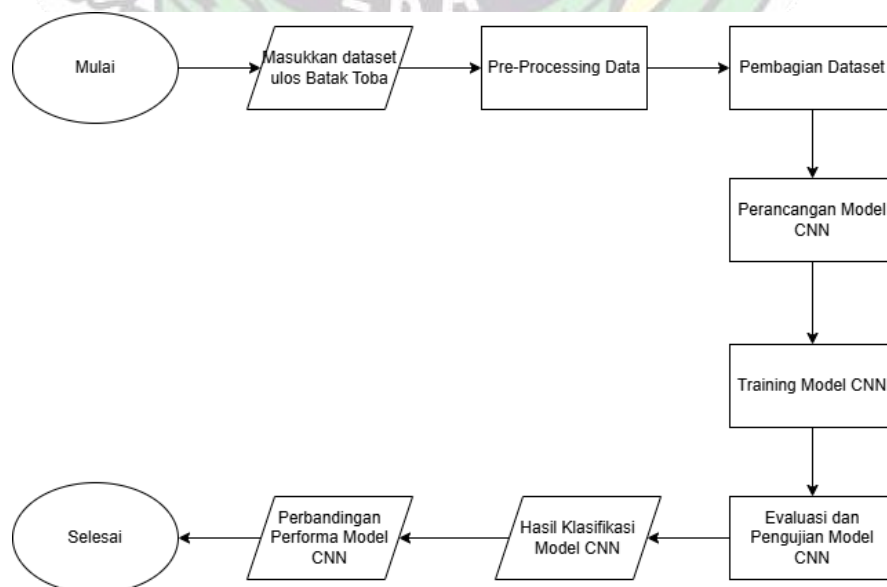 Mulai
Masukkan dataset
ulos Batak Toba
Pre-Processing Data
Pembagian Dataset
Perancangan Model
CNN
Training Model CNN
Evaluasi dan
Pengujian Model
CNN
Hasil Klasifikasi
Model CNN
Perbandingan
Performa Model
CNN
Selesai